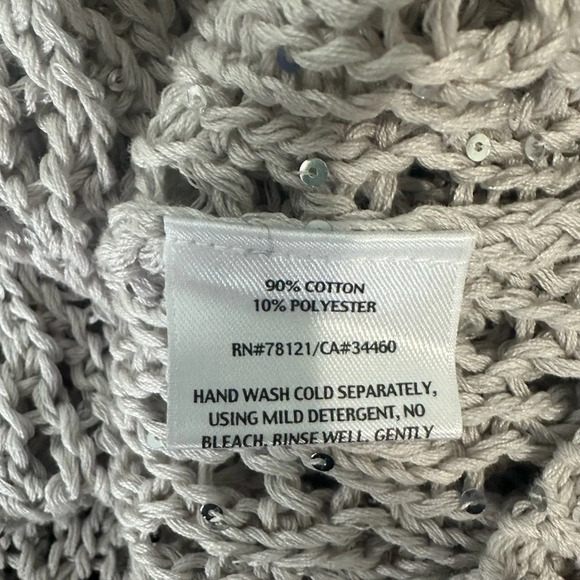 90% COTTON
10% POLYESTER
RN#78121/CA#34460
HAND WASH COLD SEPARATELY,
USING MILD DETERGENT, NO
BLEACH. RINSE WELL. GENTLY